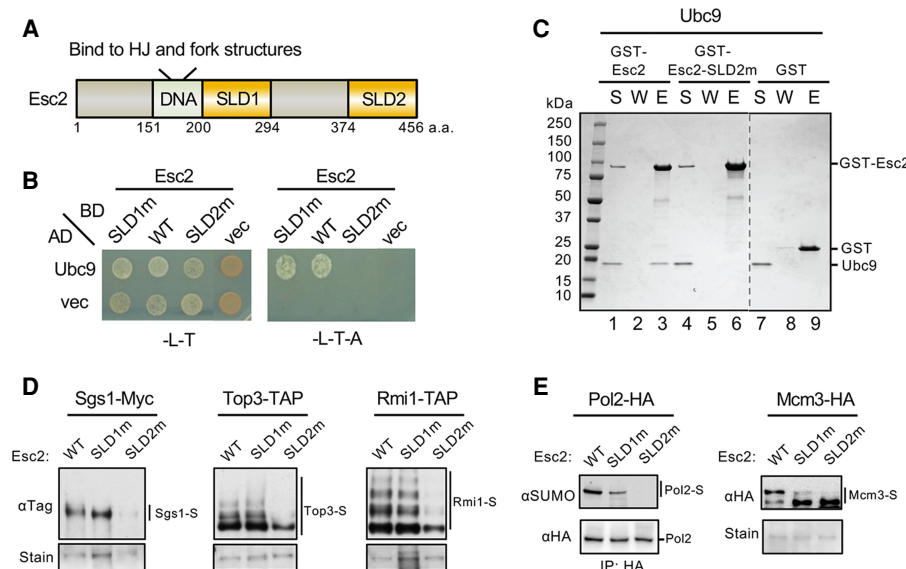 A
Bind to HJ and fork structures
Esc2
DNA
SLD1
SLD2
1
151
200
294
374
456
a.a.
B
Esc2
Esc2
BD
AD
SLD1m
WT
SLD2m
vec
SLD1m
WT
SLD2m
vec
Ubc9
vec
-L-T
-L-T-A
C
Ubc9
GST-
Esc2
GST-
Esc2-SLD2m
GST
kDa
S W E S W E S W E
250
150
100
75
50
37
25
20
15
10
GST-Esc2
GST
Ubc9
1 2 3 4 5 6 7 8 9
D
Sgs1-Myc
Top3-TAP
Rmi1-TAP
Esc2:
WT
SLD1m
SLD2m
WT
SLD1m
SLD2m
WT
SLD1m
SLD2m
αTag
Sgs1-S
Top3-S
Rmi1-S
Stain
E
Pol2-HA
Mcm3-HA
Esc2:
WT
SLD1m
SLD2m
Esc2:
WT
SLD1m
SLD2m
αSUMO
Pol2-S
αHA
Mcm3-S
αHA
Pol2
Stain
IP: HA